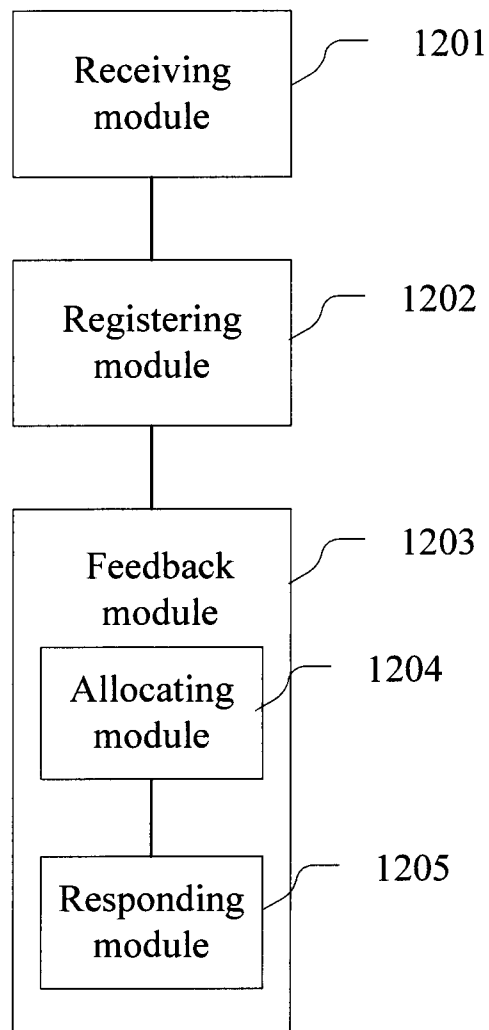 Receiving
module
1201
Registering
module
1202
Feedback
module
1203
Allocating
module
1204
Responding
module
1205